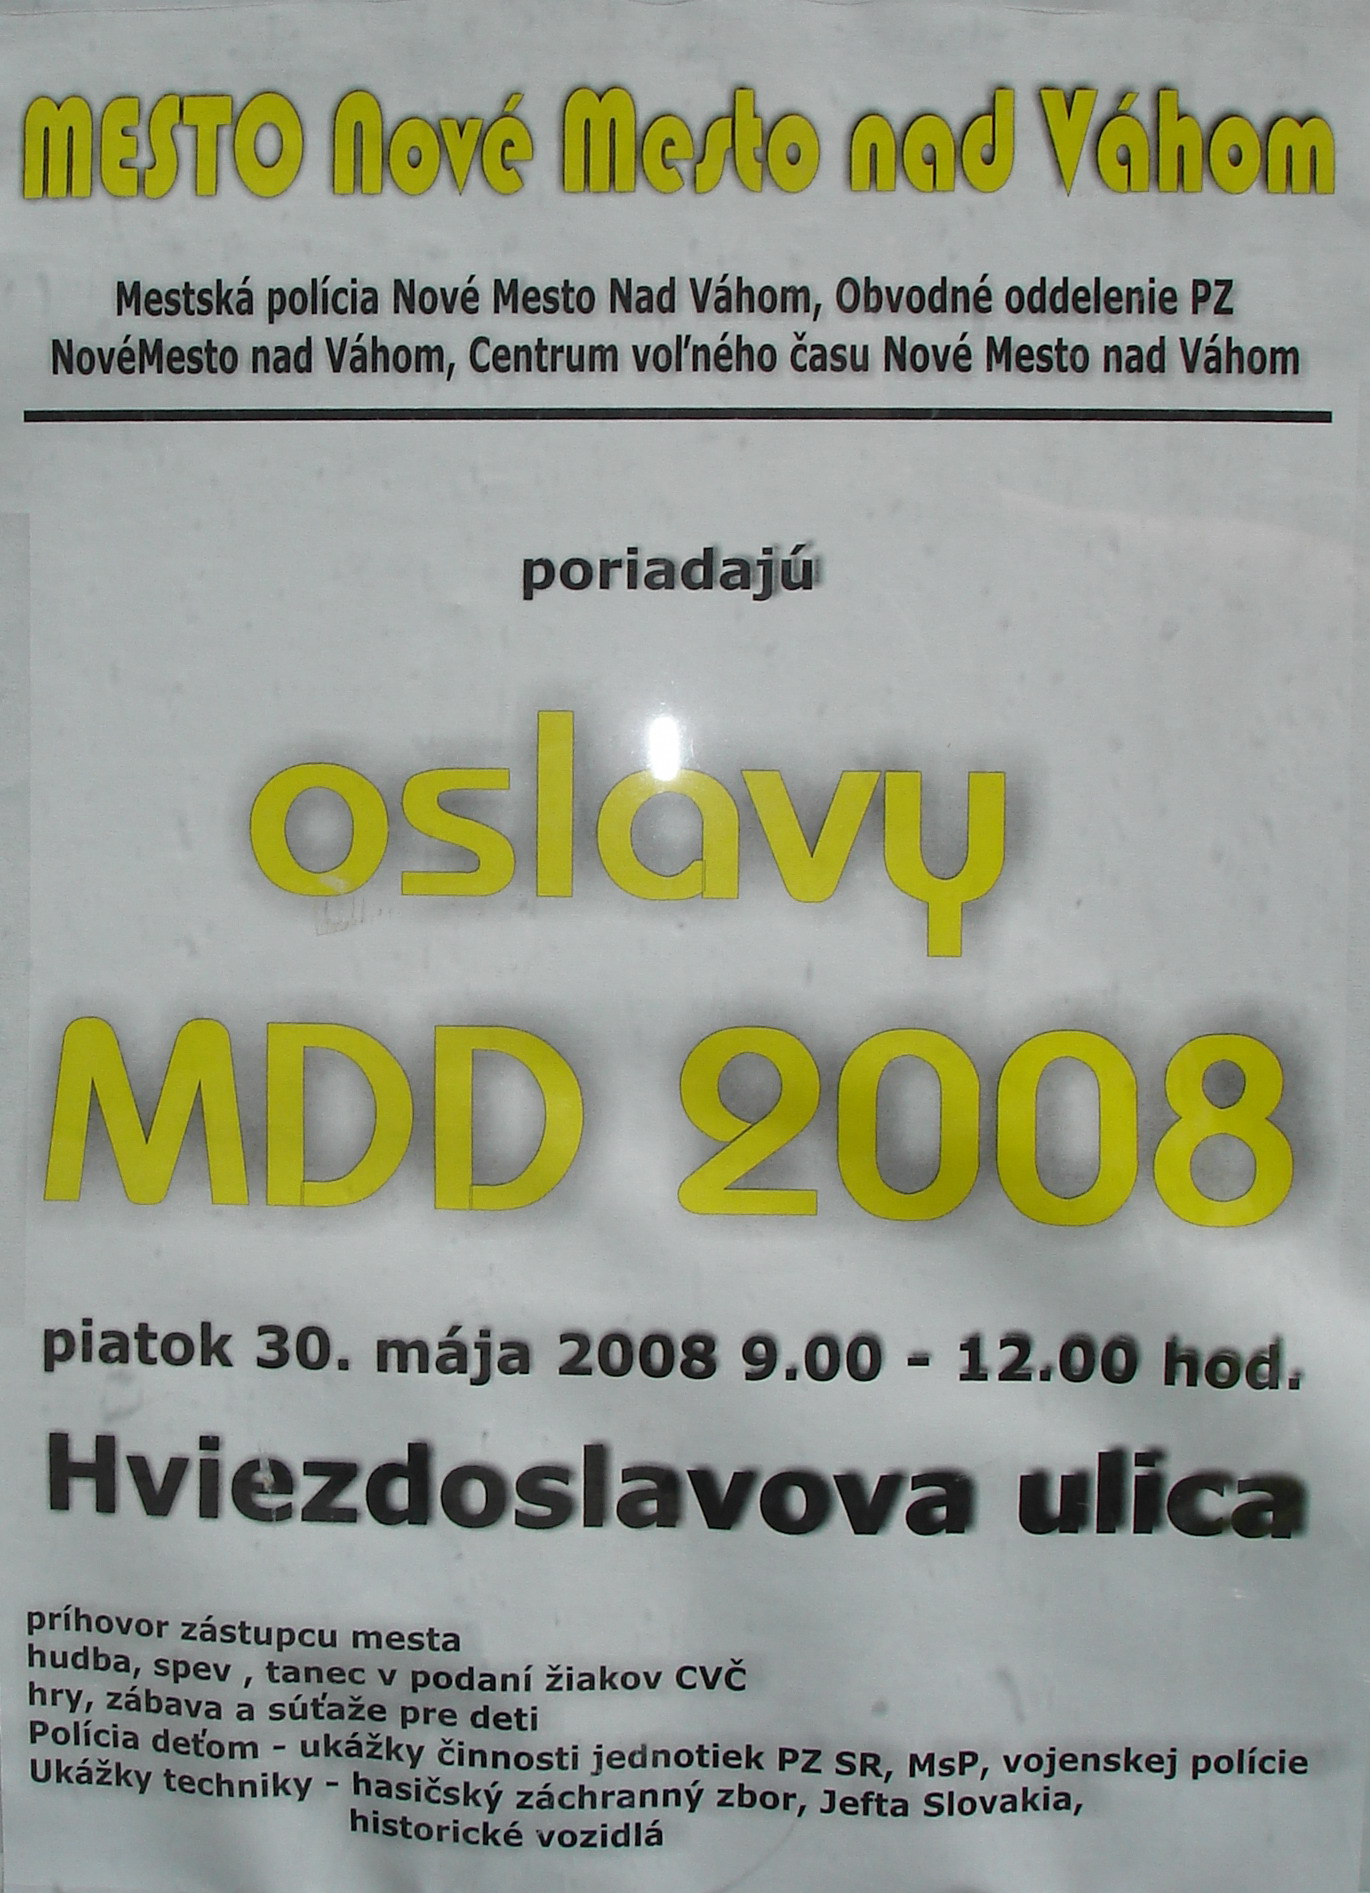 MESTO Nové Mesto nad Váhom
Mestská polícia Nové Mesto Nad Váhom, Obvodné oddelenie PZ
NovéMesto nad Váhom, Centrum voľného času Nové Mesto nad Váhom
poriadajú
oslavy
MDD 2008
piatok 30. mája 2008 9.00 - 12.00 hod.
Hviezdoslavova ulica
príhovor zástupcu mesta
hudba, spev , tanec v podaní žiakov CVČ
hry, zábava a súťaže pre deti
Polícia deťom - ukážky činnosti jednotiek PZ SR, MsP, vojenskej polície
Ukážky techniky - hasičský záchranný zbor, Jefta Slovakia,
historické vozidlá